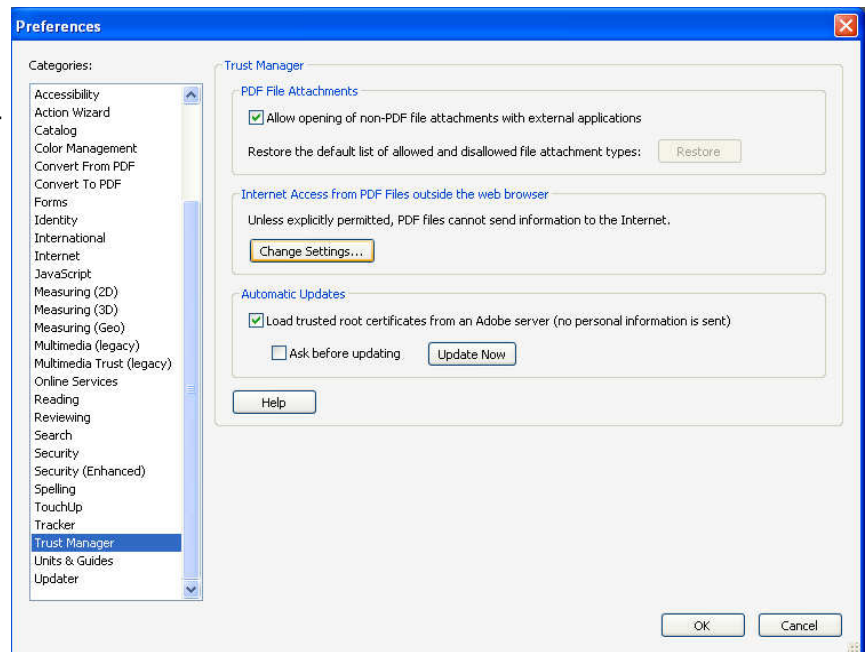 Preferences
Categories:
Accessibility
Action Wizard
Catalog
Color Management
Convert From PDF
Convert To PDF
Forms
Identity
International
Internet
JavaScript
Measuring (2D)
Measuring (3D)
Measuring (Geo)
Multimedia (legacy)
Multimedia Trust (legacy)
Online Services
Reading
Reviewing
Search
Security
Security (Enhanced)
Spelling
TouchUp
Tracker
Trust Manager
Units & Guides
Updater
Trust Manager
PDF File Attachments
Allow opening of non-PDF file attachments with external applications
Restore the default list of allowed and disallowed file attachment types: Restore
Internet Access from PDF Files outside the web browser
Unless explicitly permitted, PDF files cannot send information to the Internet.
Change Settings...
Automatic Updates
Load trusted root certificates from an Adobe server (no personal information is sent)
Ask before updating Update Now
Help
OK Cancel